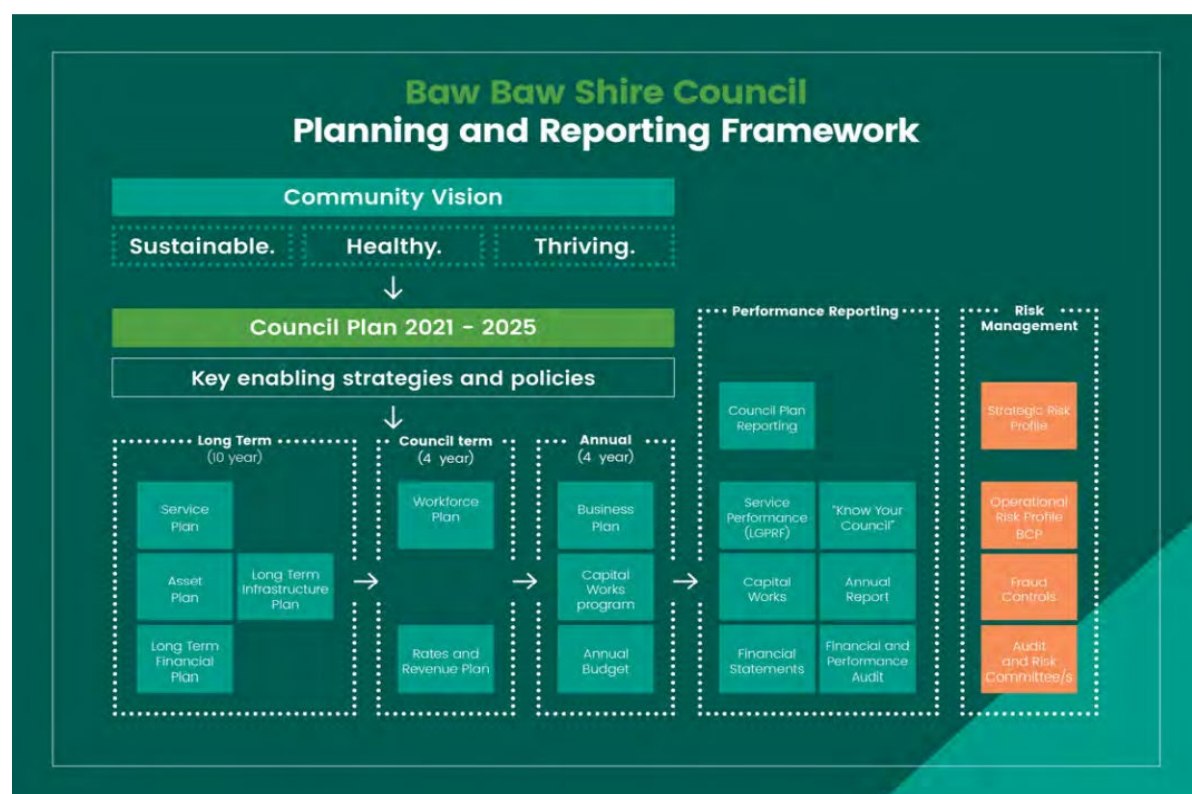 Baw Baw Shire Council
Planning and Reporting Framework
Community Vision
Sustainable.
Healthy.
Thriving.
Council Plan 2021 - 2025
Key enabling strategies and policies
Long Term
(10 year)
Service
Plan
Asset
Plan
Long Term
Infrastructure
Plan
Long Term
Financial
Plan
Council term
(4 year)
Workforce
Plan
Rates and
Revenue Plan
Annual
(4 year)
Business
Plan
Capital
Works
program
Annual
Budget
Performance Reporting
Council Plan
Reporting
Service
Performance
(LGPRF)
"Know Your
Council"
Capital
Works
Annual
Report
Financial
Statements
Financial and
Performance
Audit
Risk
Management
Strategic Risk
Profile
Operational
Risk Profile
BCP
Fraud
Controls
Audit
and Risk
Committee/s